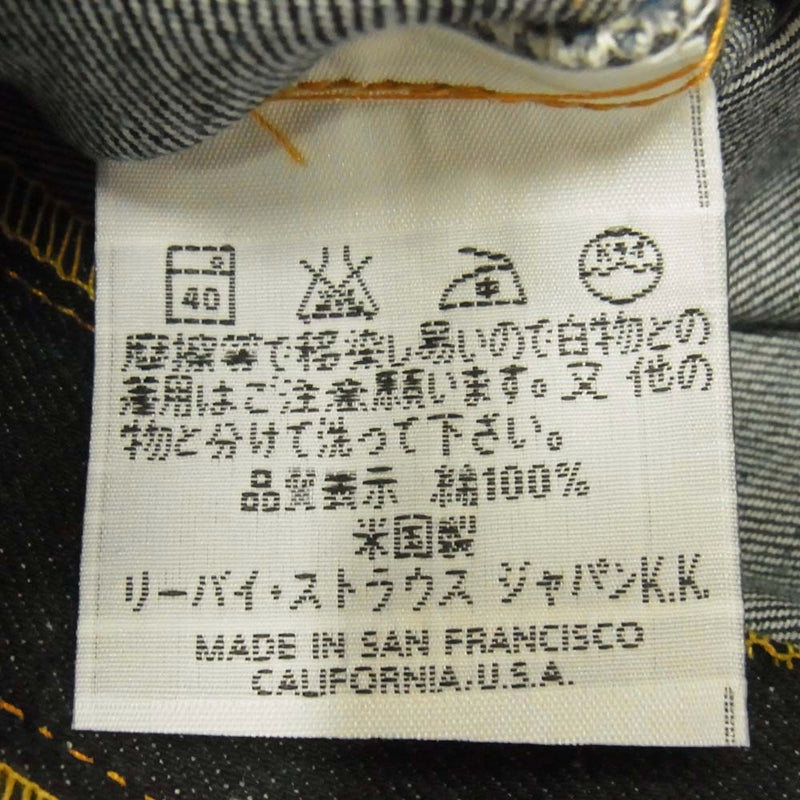 40
摩擦等で移染し易いので白物との
着用はご注意願います。又 他の
物と分けて洗って下さい。
品質表示 綿100%
米国製
リーバイ・ストラウス ジャパンK.K.
MADE IN SAN FRANCISCO
CALIFORNIA.U.S.A.